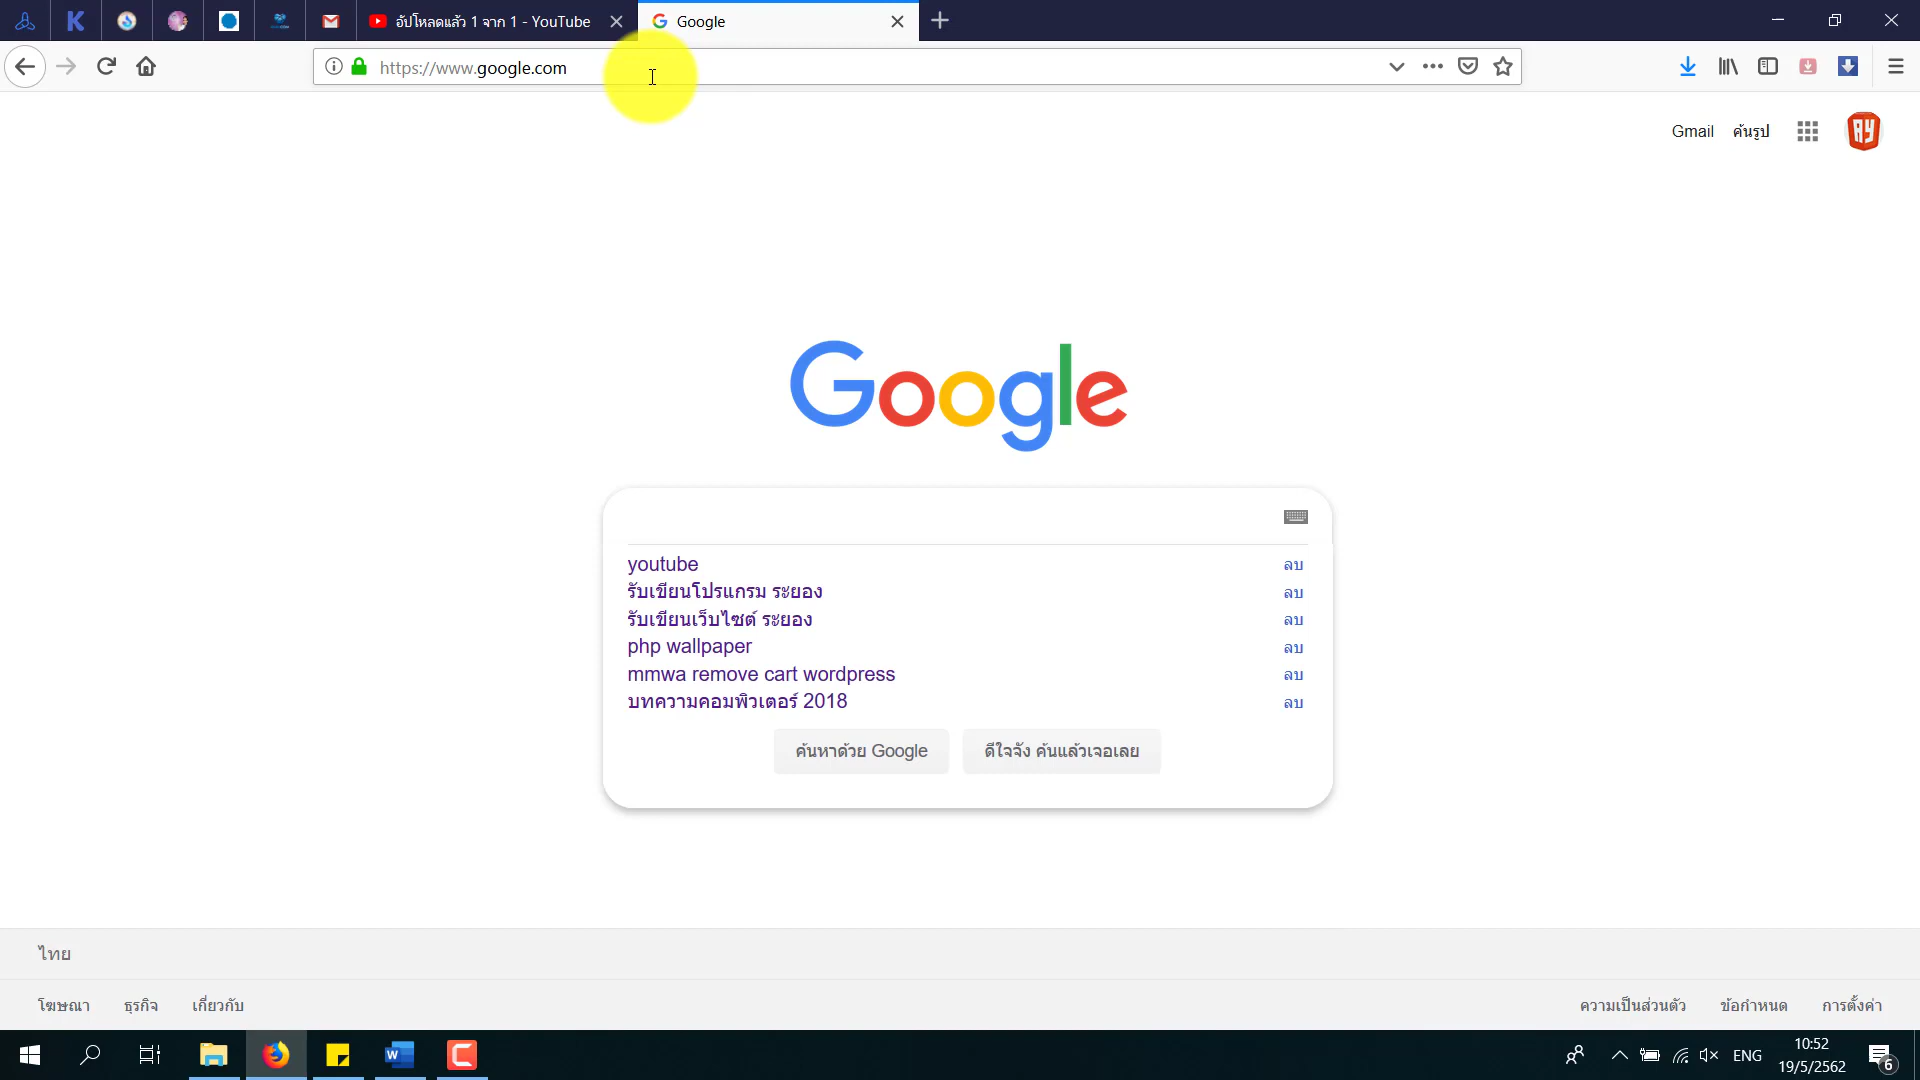 อัปโหลดแล้ว 1 จาก 1 - YouTube
Google
https://www.google.com
Gmail
ค้นรูป
Google
youtube
ลบ
รับเขียนโปรแกรม ระยอง
ลบ
รับเขียนเว็บไซต์ ระยอง
ลบ
php wallpaper
ลบ
mmwa remove cart wordpress
ลบ
บทความคอมพิวเตอร์ 2018
ลบ
ค้นหาด้วย Google
ดีใจจัง ค้นแล้วเจอเลย
ไทย
โฆษณา
ธุรกิจ
เกี่ยวกับ
ความเป็นส่วนตัว
ข้อกำหนด
การตั้งค่า
ENG
10:52
19/5/2562
6